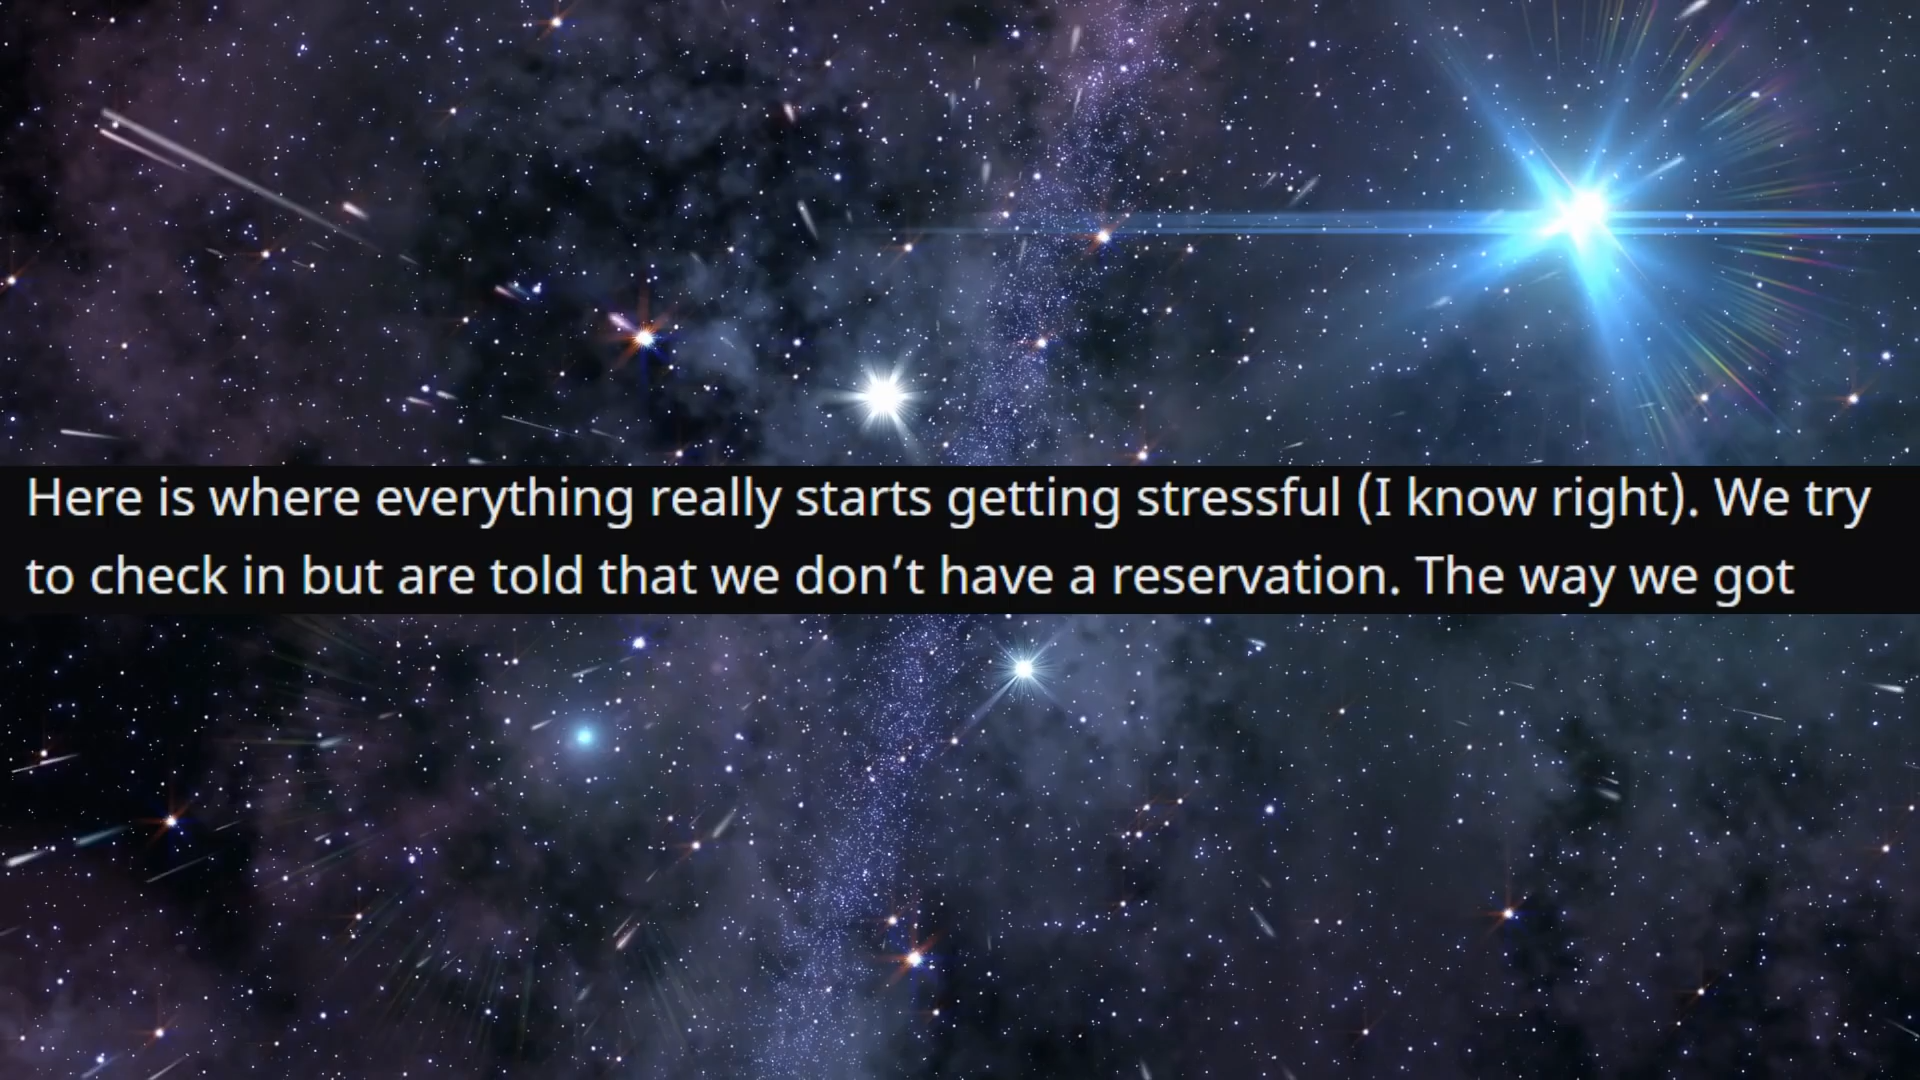 Here is where everything really starts getting stressful (I know right). We try
to check in but are told that we don’t have a reservation. The way we got